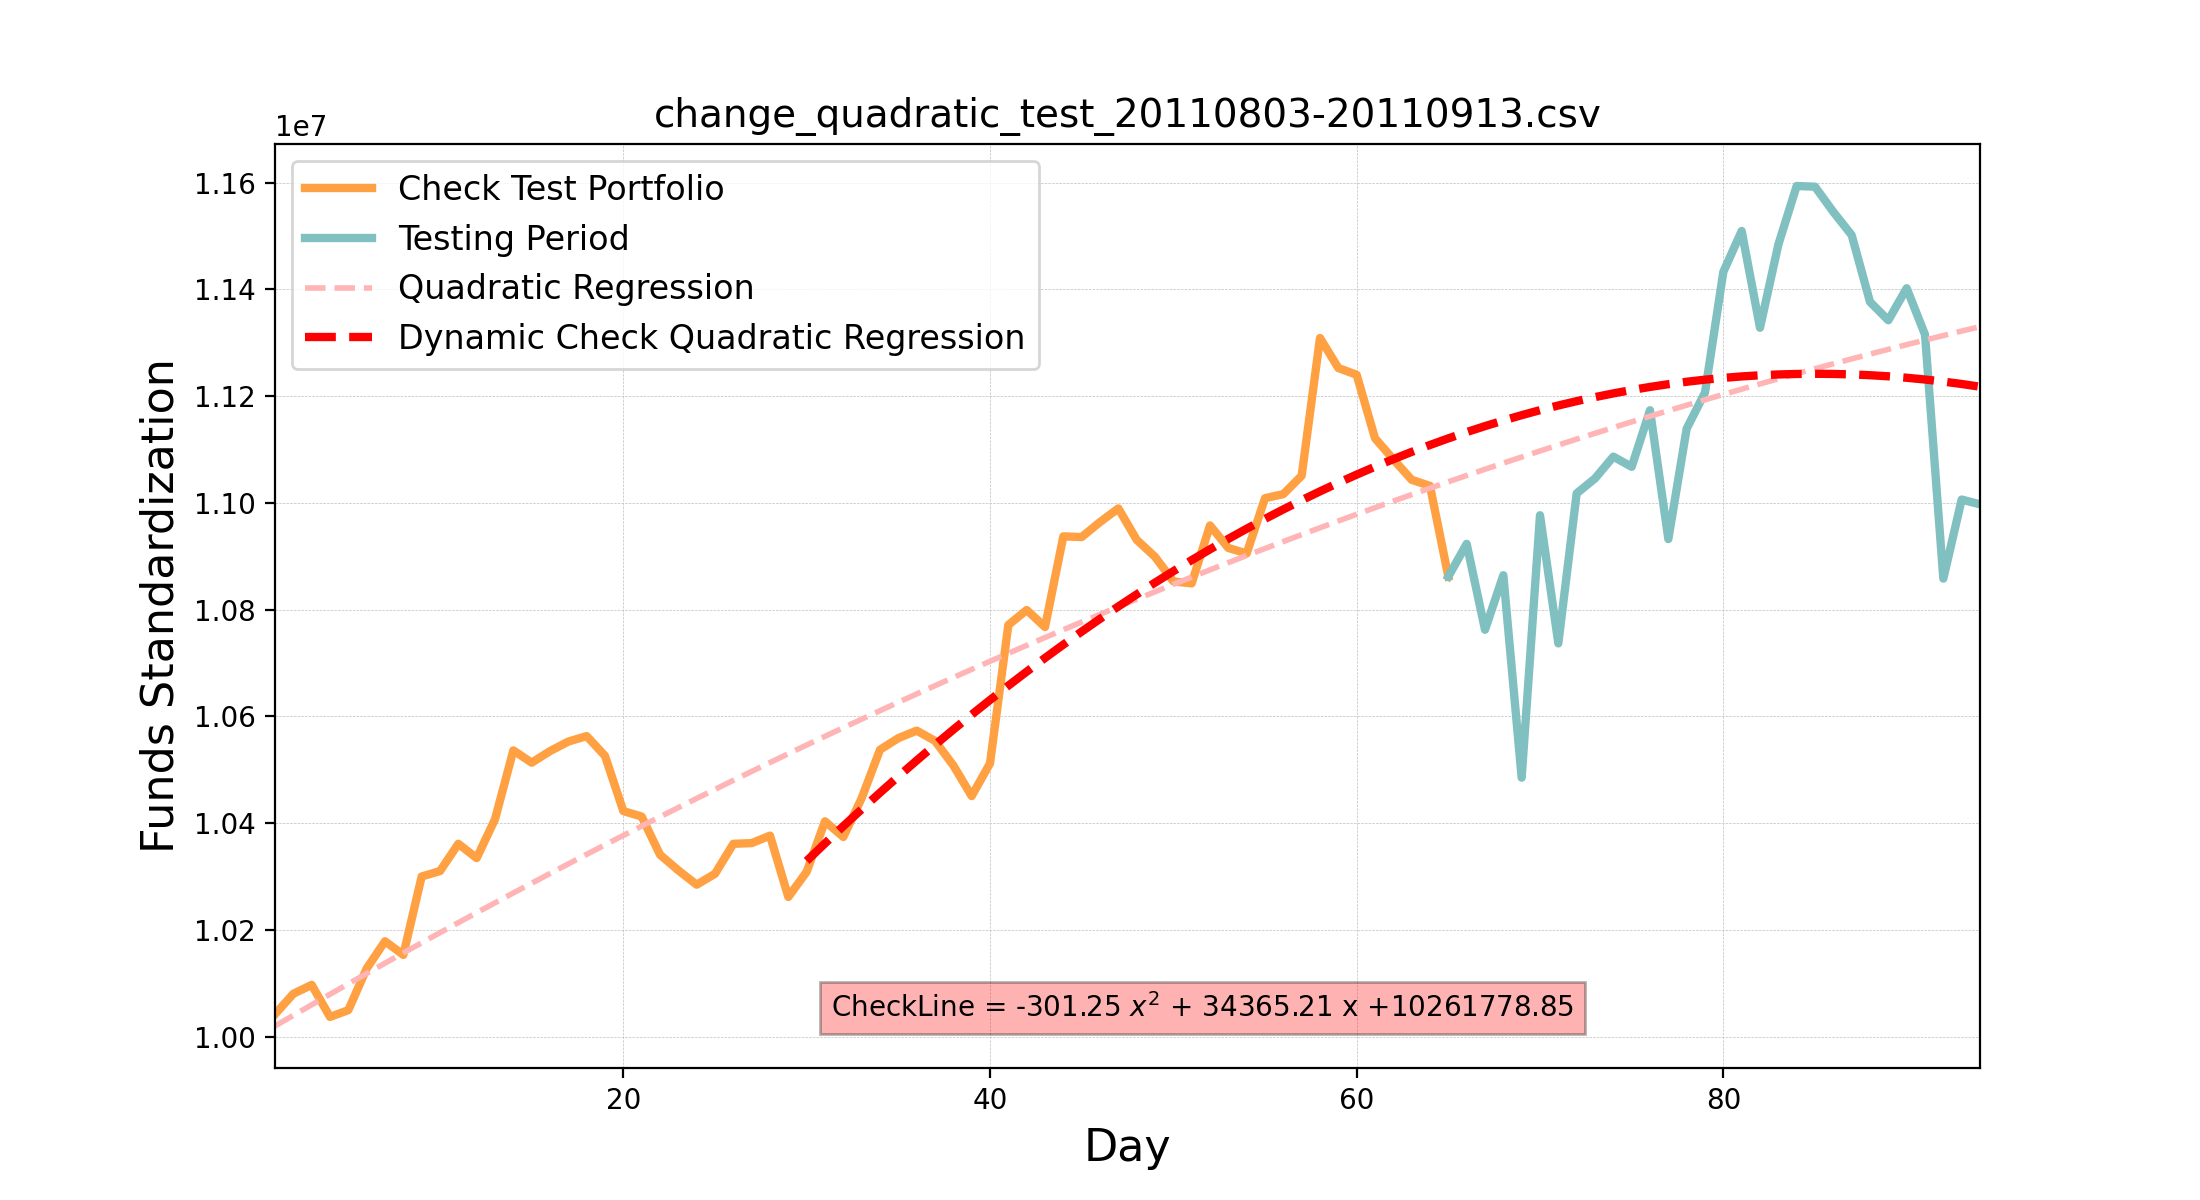 change_quadratic_test_20110803-20110913.csv
1e7
Check Test Portfolio
Testing Period
Quadratic Regression
Dynamic Check Quadratic Regression
Funds Standardization
1.16
1.14
1.12
1.10
1.08
1.06
1.04
1.02
1.00
CheckLine = -301.25 x² + 34365.21 x +10261778.85
20 40 60 80
Day